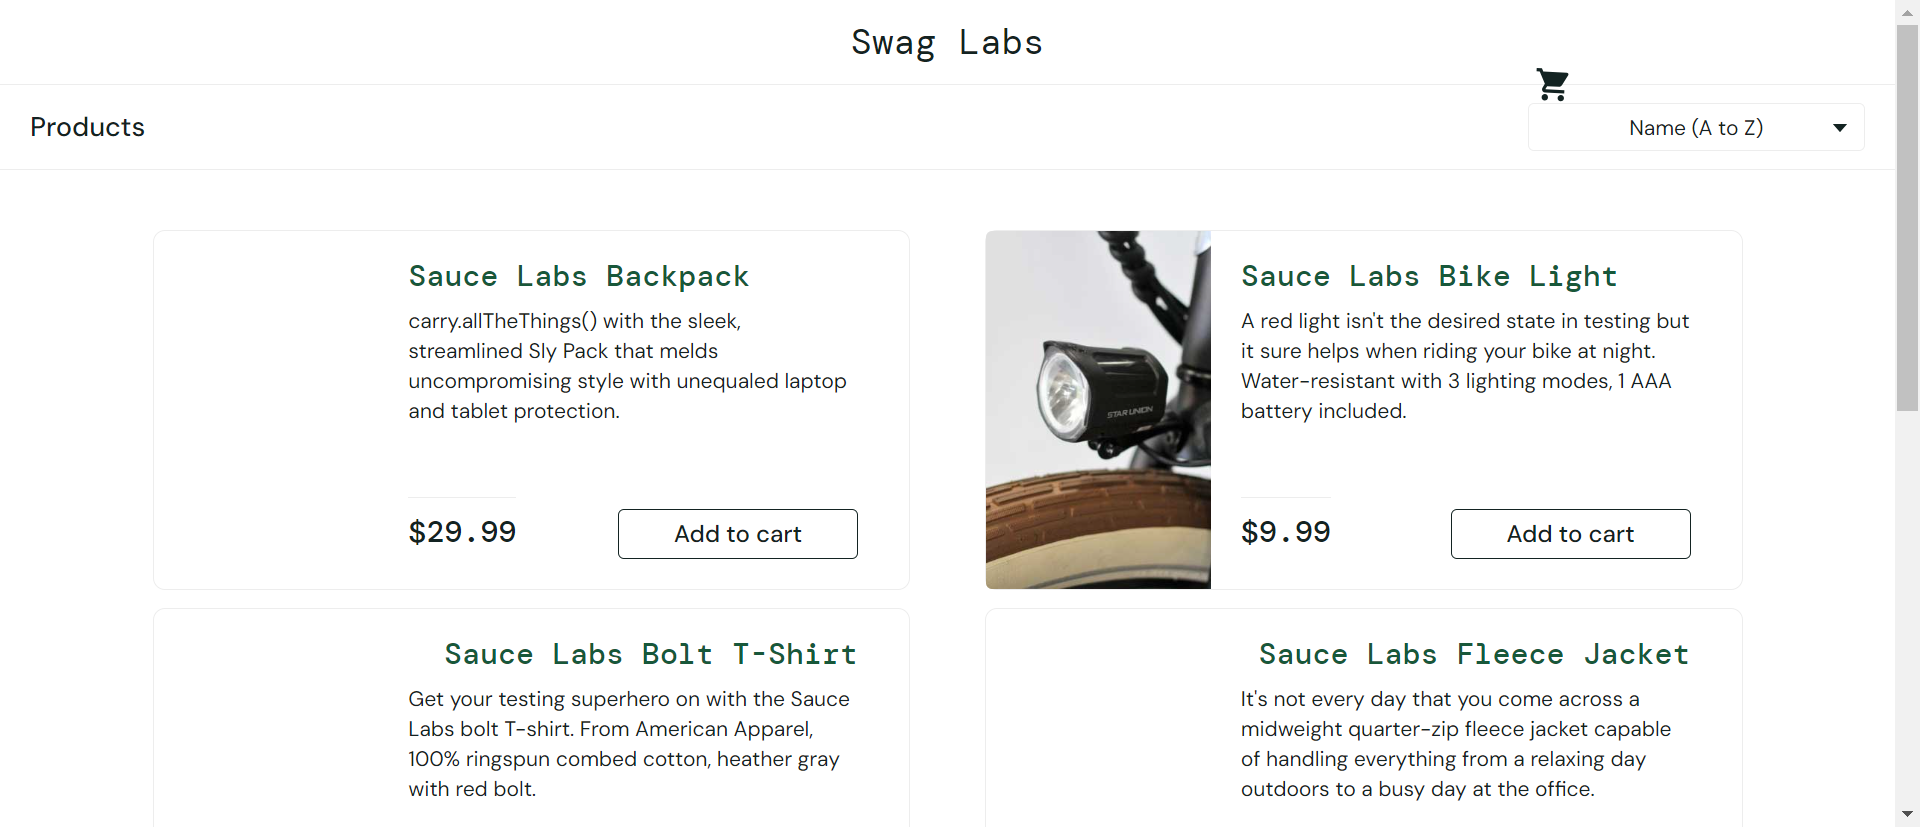 Swag Labs
Products
Name (A to Z)
Sauce Labs Backpack
carry.allTheThings() with the sleek,
streamlined Sly Pack that melds
uncompromising style with unequaled laptop
and tablet protection.
$29.99
Add to cart
STAR UNION
Sauce Labs Bike Light
A red light isn't the desired state in testing but
it sure helps when riding your bike at night.
Water-resistant with 3 lighting modes, 1 AAA
battery included.
$9.99
Add to cart
Sauce Labs Bolt T-Shirt
Get your testing superhero on with the Sauce
Labs bolt T-shirt. From American Apparel,
100% ringspun combed cotton, heather gray
with red bolt.
Sauce Labs Fleece Jacket
It's not every day that you come across a
midweight quarter-zip fleece jacket capable
of handling everything from a relaxing day
outdoors to a busy day at the office.